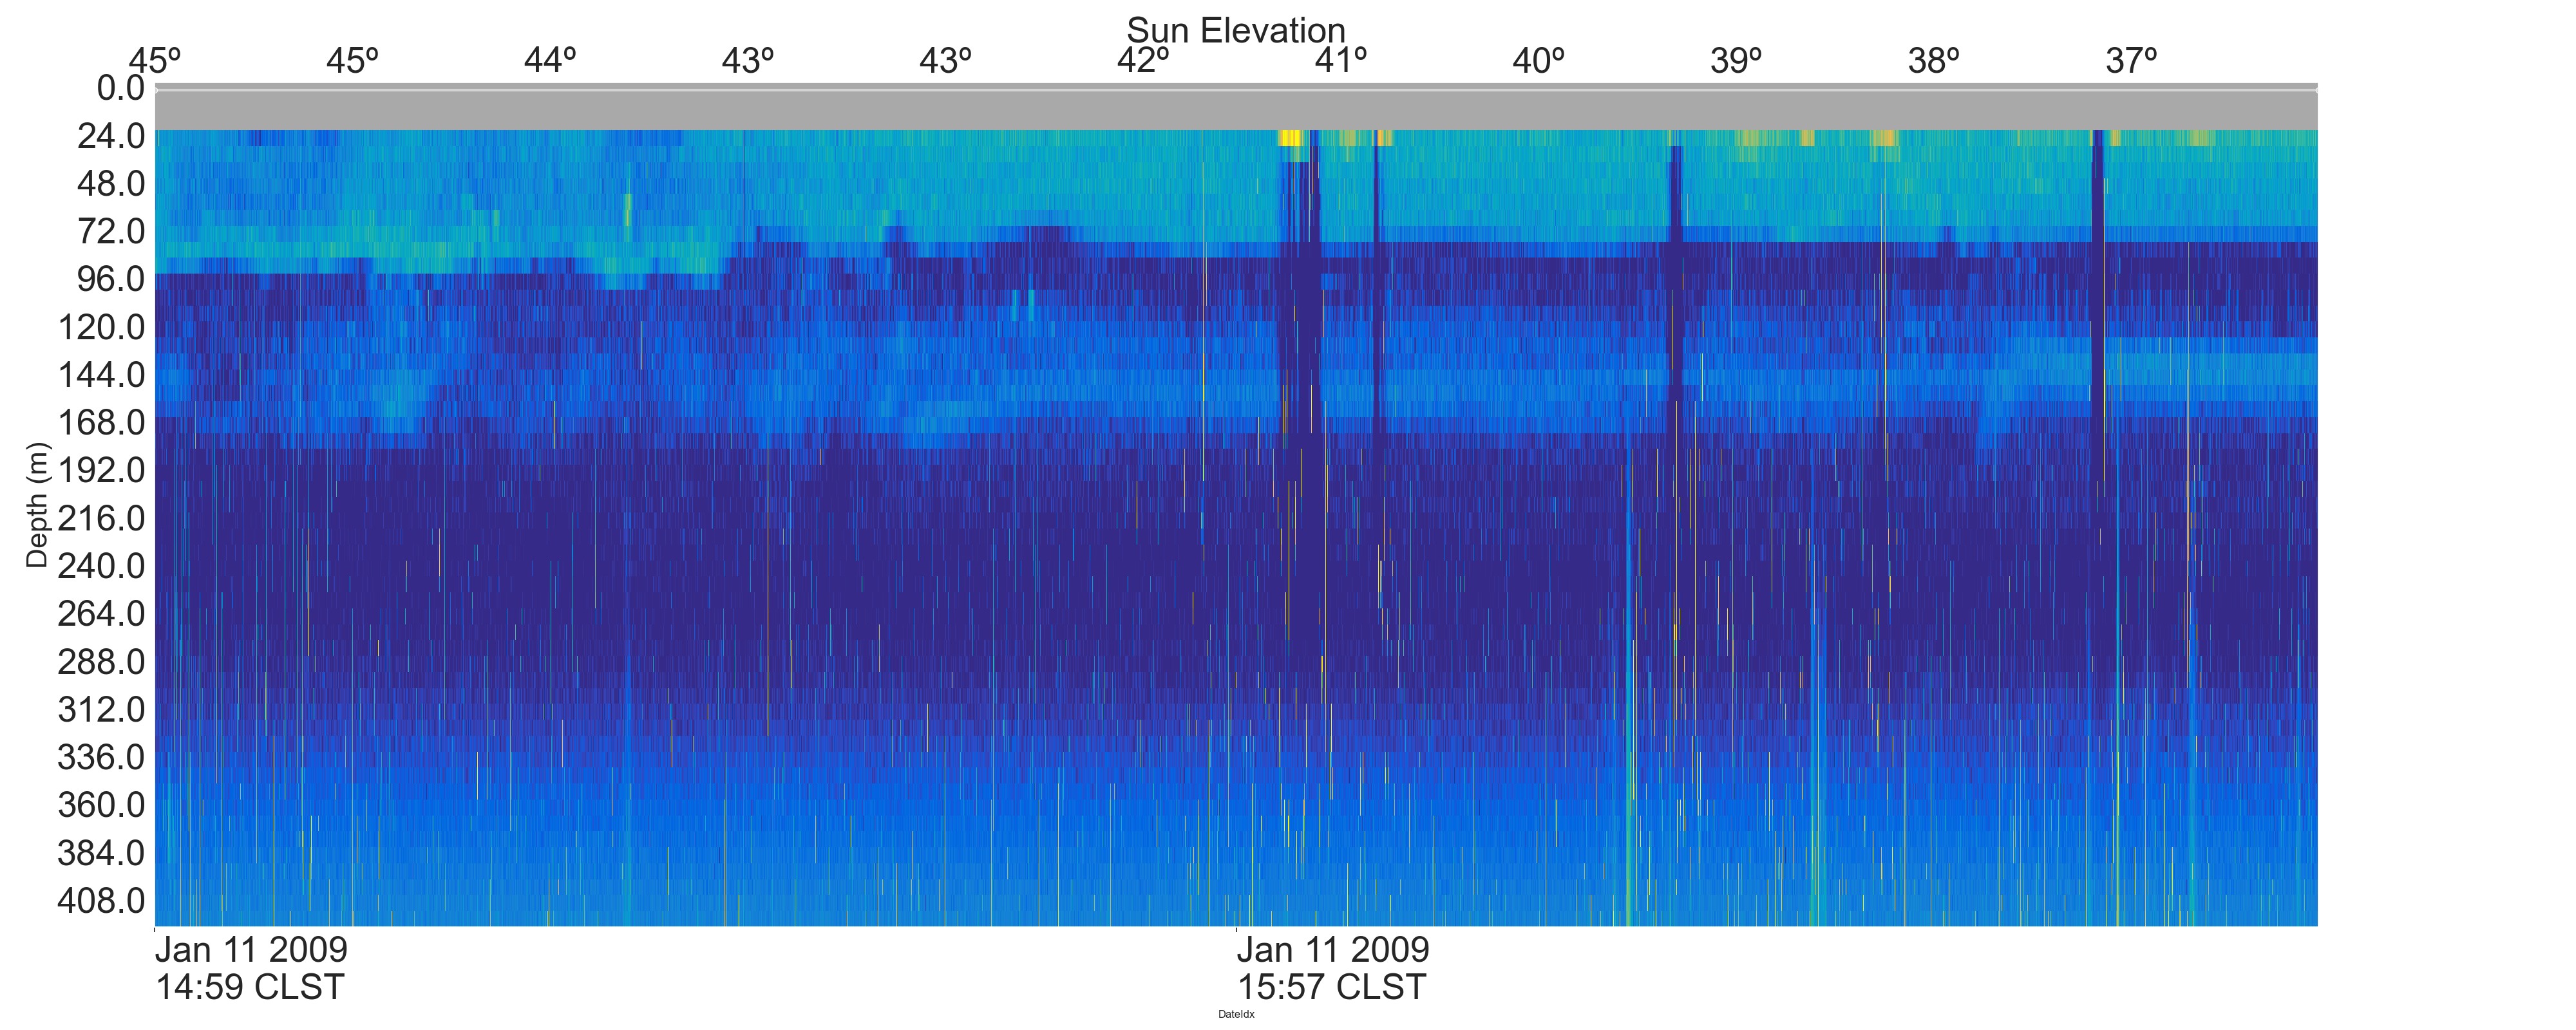 Sun Elevation
45º 45º 44º 43º 43º 42º 41º 40º 39º 38º 37º
0.0
24.0
48.0
72.0
96.0
120.0
144.0
168.0
192.0
216.0
240.0
264.0
288.0
312.0
336.0
360.0
384.0
408.0
Depth (m)
Jan 11 2009
14:59 CLST
Jan 11 2009
15:57 CLST
DateIdx